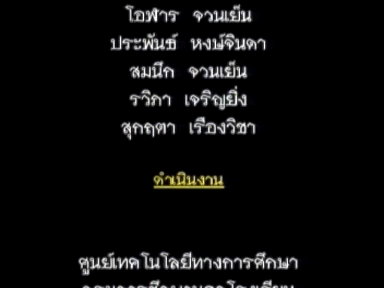 โอฬาร จวนเย็น
ประพันธ์ หงษ์จินดา
สมนึก จวนเย็น
รวิภา เจริญยิ่ง
สุกฤตา เรืองวิชา
ดำเนินงาน
ศูนย์เทคโนโลยีทางการศึกษา